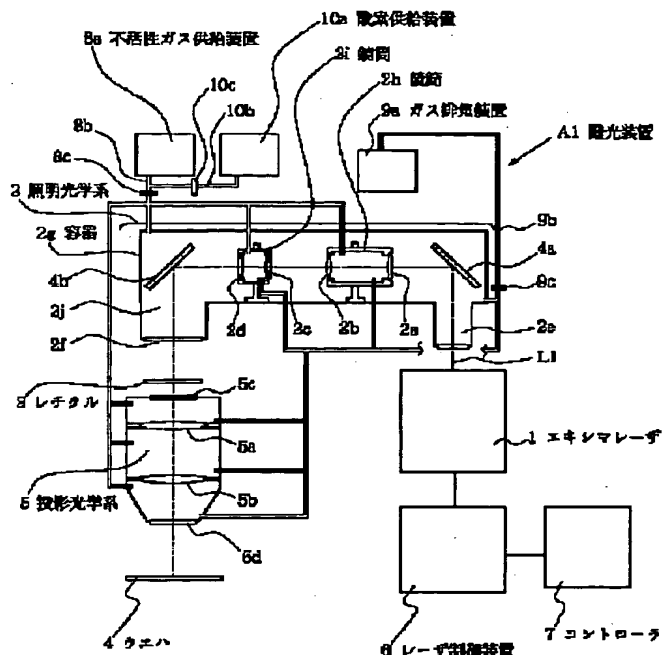 8a 不活性ガス供給装置
10a 酸素供給装置
10c
10b
2i 鏡筒
2h 鏡筒
9a ガス排気装置
A1 露光装置
8b
8c
2 照明光学系
2g 容器
9b
4b
4a
9c
2j
2d
2c
2b
2a
2e
2f
L1
3 レチクル
5c
5a
1 エキシマレーザ
5 投影光学系
5b
5d
4 ウエハ
6 レーザ制御装置
7 コントローラ